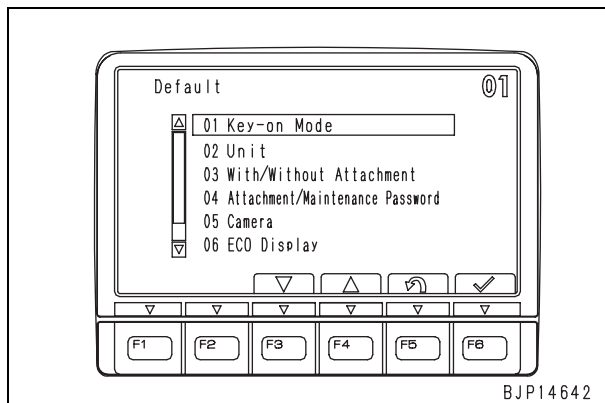 Default
01
01 Key-on Mode
02 Unit
03 With/Without Attachment
04 Attachment/Maintenance Password
05 Camera
06 ECO Display
F1 F2 F3 F4 F5 F6
BJP14642